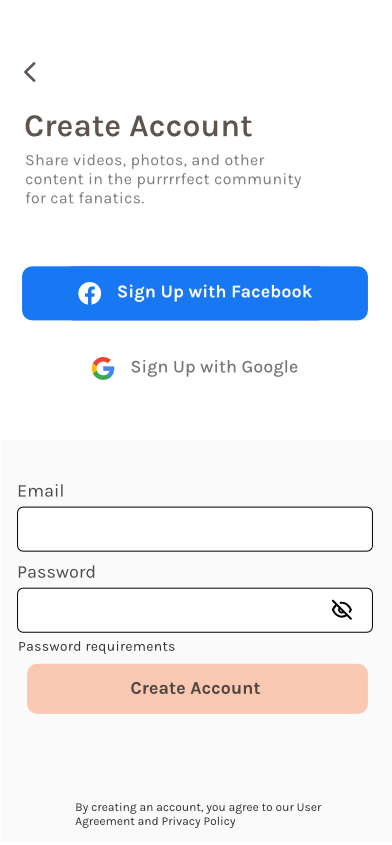 Create Account
Share videos, photos, and other
content in the purrrrfect community
for cat fanatics.
Sign Up with Facebook
Sign Up with Google
Email
Password
Password requirements
Create Account
By creating an account, you agree to our User
Agreement and Privacy Policy